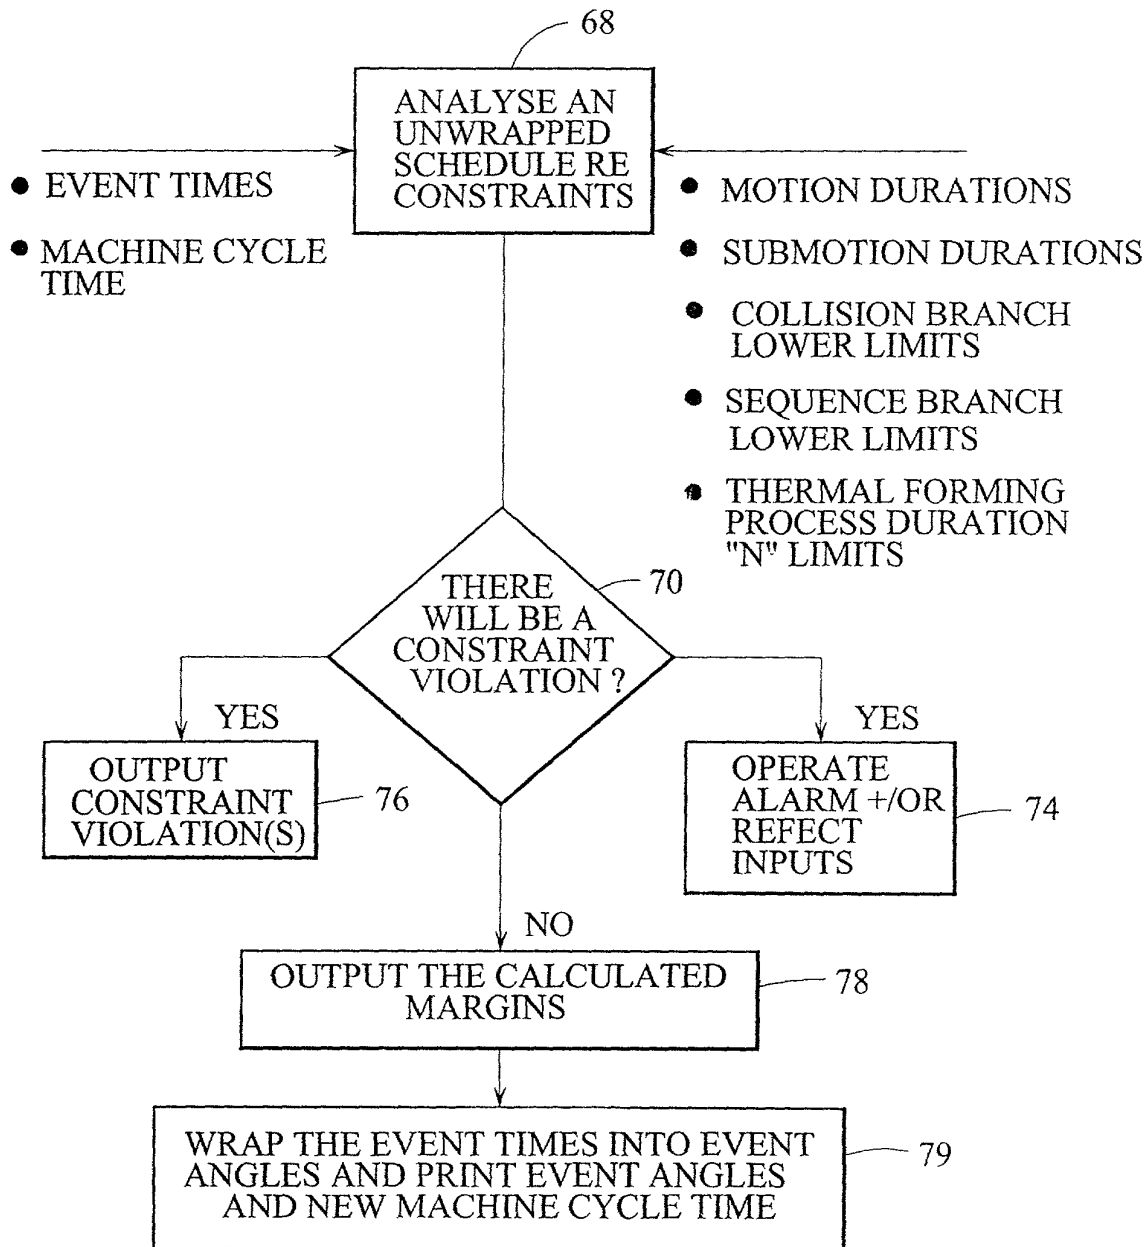 68
ANALYSE AN
UNWRAPPED
SCHEDULE RE
CONSTRAINTS
● EVENT TIMES
● MACHINE CYCLE
TIME
● MOTION DURATIONS
● SUBMOTION DURATIONS
● COLLISION BRANCH
LOWER LIMITS
● SEQUENCE BRANCH
LOWER LIMITS
● THERMAL FORMING
PROCESS DURATION
"N" LIMITS
70
THERE
WILL BE A
CONSTRAINT
VIOLATION ?
YES
OUTPUT
CONSTRAINT
VIOLATION(S)
76
YES
OPERATE
ALARM +/OR
REFECT
INPUTS
74
NO
OUTPUT THE CALCULATED
MARGINS
78
WRAP THE EVENT TIMES INTO EVENT
ANGLES AND PRINT EVENT ANGLES
AND NEW MACHINE CYCLE TIME
79